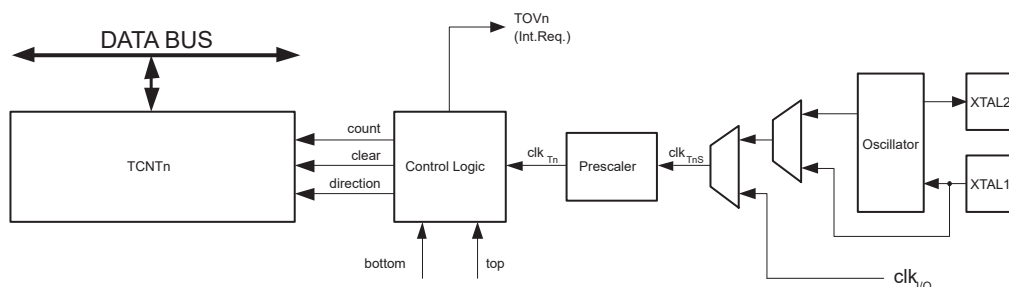 TOVn
(Int.Req.)
DATA BUS
TCNTn
count
clear
direction
Control Logic
clk Tn
Prescaler
clk TnS
Oscillator
XTAL2
XTAL1
bottom
top
clk I/O